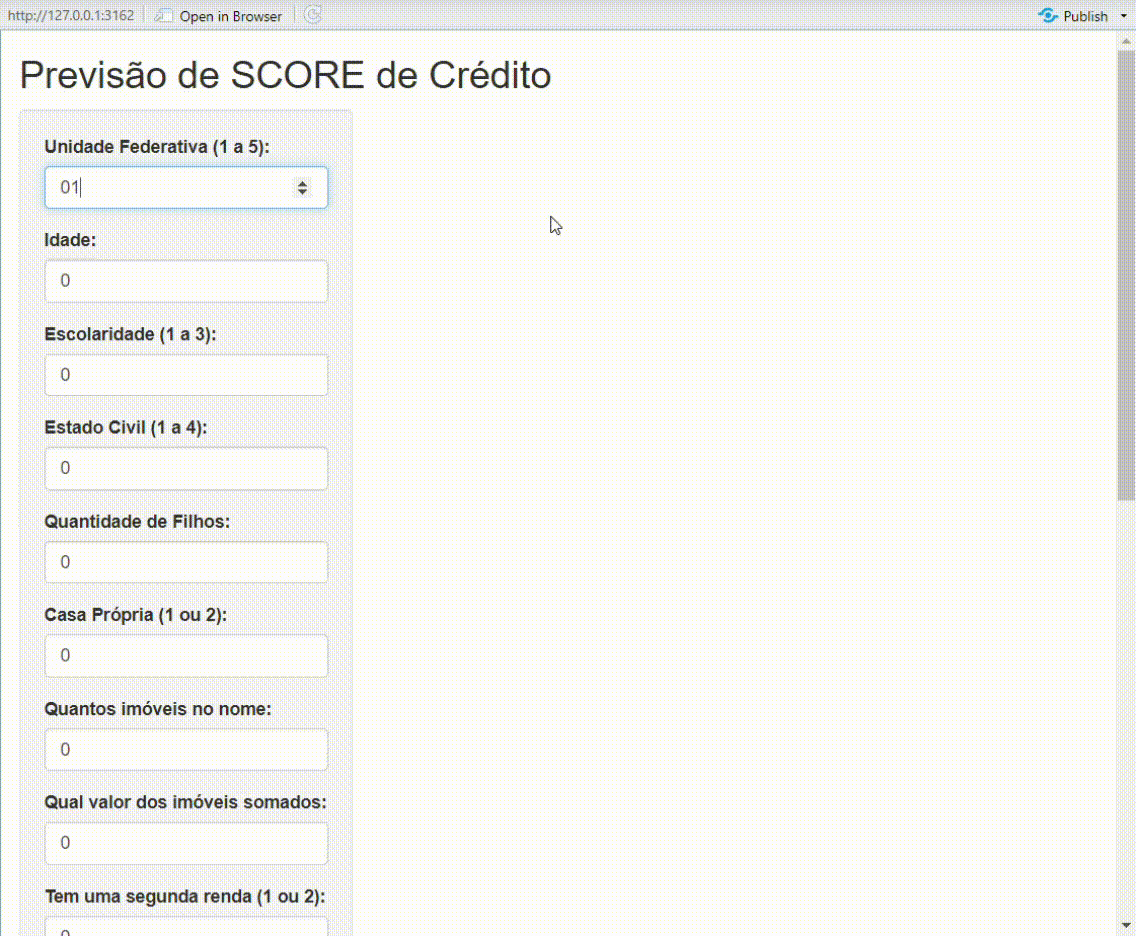 http://127.0.0.1:3162 Open in Browser Publish
Previsão de SCORE de Crédito
Unidade Federativa (1 a 5):
01
Idade:
0
Escolaridade (1 a 3):
0
Estado Civil (1 a 4):
0
Quantidade de Filhos:
0
Casa Própria (1 ou 2):
0
Quantos imóveis no nome:
0
Qual valor dos imóveis somados:
0
Tem uma segunda renda (1 ou 2):
0